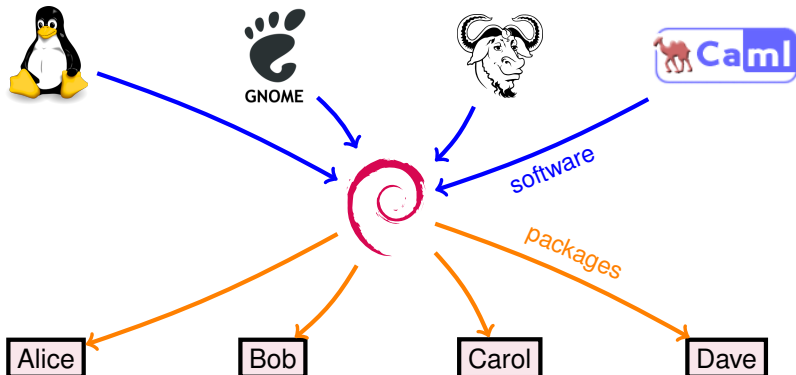 GNOME
Caml
software
packages
Alice
Bob
Carol
Dave